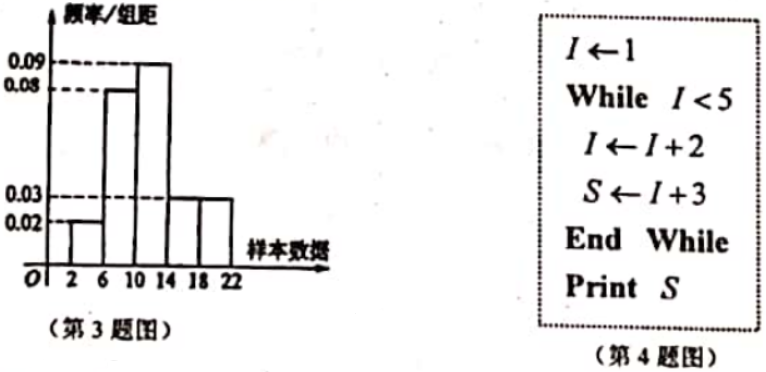 频率/组距
0.09
0.08
0.03
0.02
样本数据
O 2 6 10 14 18 22
(第3题图)
I ← 1
While I < 5
I ← I + 2
S ← I + 3
End While
Print S
(第4题图)